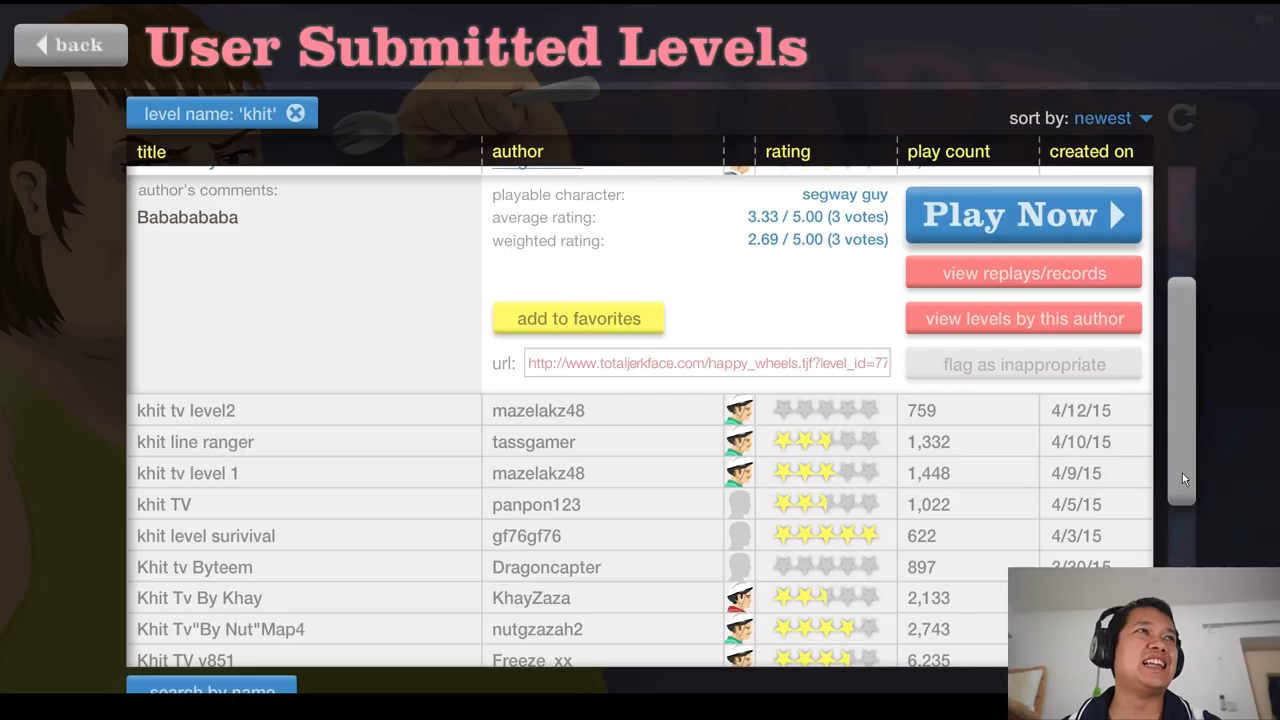 back
User Submitted Levels
level name: 'khit'
sort by: newest
title author rating play count created on
author's comments:
Babababababa
playable character: segway guy
average rating: 3.33 / 5.00 (3 votes)
weighted rating: 2.69 / 5.00 (3 votes)
Play Now
view replays/records
add to favorites
view levels by this author
url: http://www.totaljerkface.com/happy_wheels.tjf?level_id=77
flag as inappropriate
khit tv level2 mazelakz48 759 4/12/15
khit line ranger tassgamer 1,332 4/10/15
khit tv level 1 mazelakz48 1,448 4/9/15
khit TV panpon123 1,022 4/5/15
khit level surivival gf76gf76 622 4/3/15
Khit tv Byteem Dragoncapter 897 3/30/15
Khit Tv By Khay KhayZaza 2,133
Khit Tv"By Nut"Map4 nutgzazah2 2,743
Khit TV v851 Freeze_xx 6,235
search by name